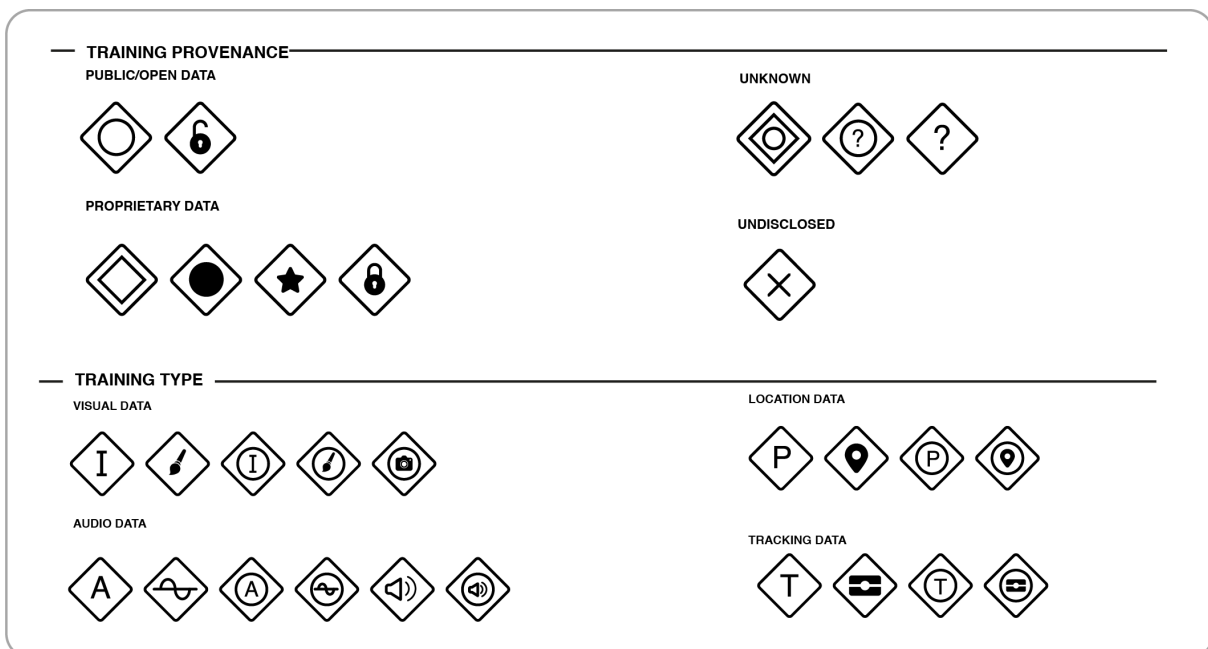 TRAINING PROVENANCE
PUBLIC/OPEN DATA
UNKNOWN
? ?
PROPRIETARY DATA
UNDISCLOSED
TRAINING TYPE
VISUAL DATA
I I
LOCATION DATA
P P
AUDIO DATA
A A
TRACKING DATA
T T